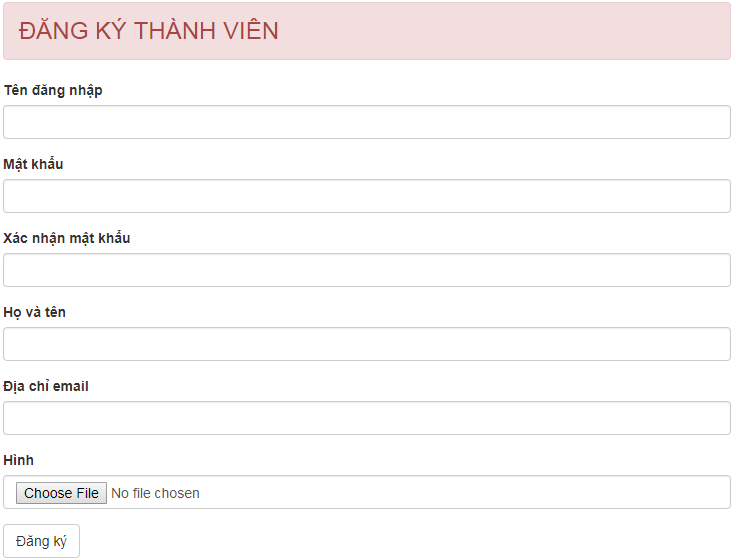 ĐĂNG KÝ THÀNH VIÊN
Tên đăng nhập
Mật khẩu
Xác nhận mật khẩu
Họ và tên
Địa chỉ email
Hình
Choose File No file chosen
Đăng ký